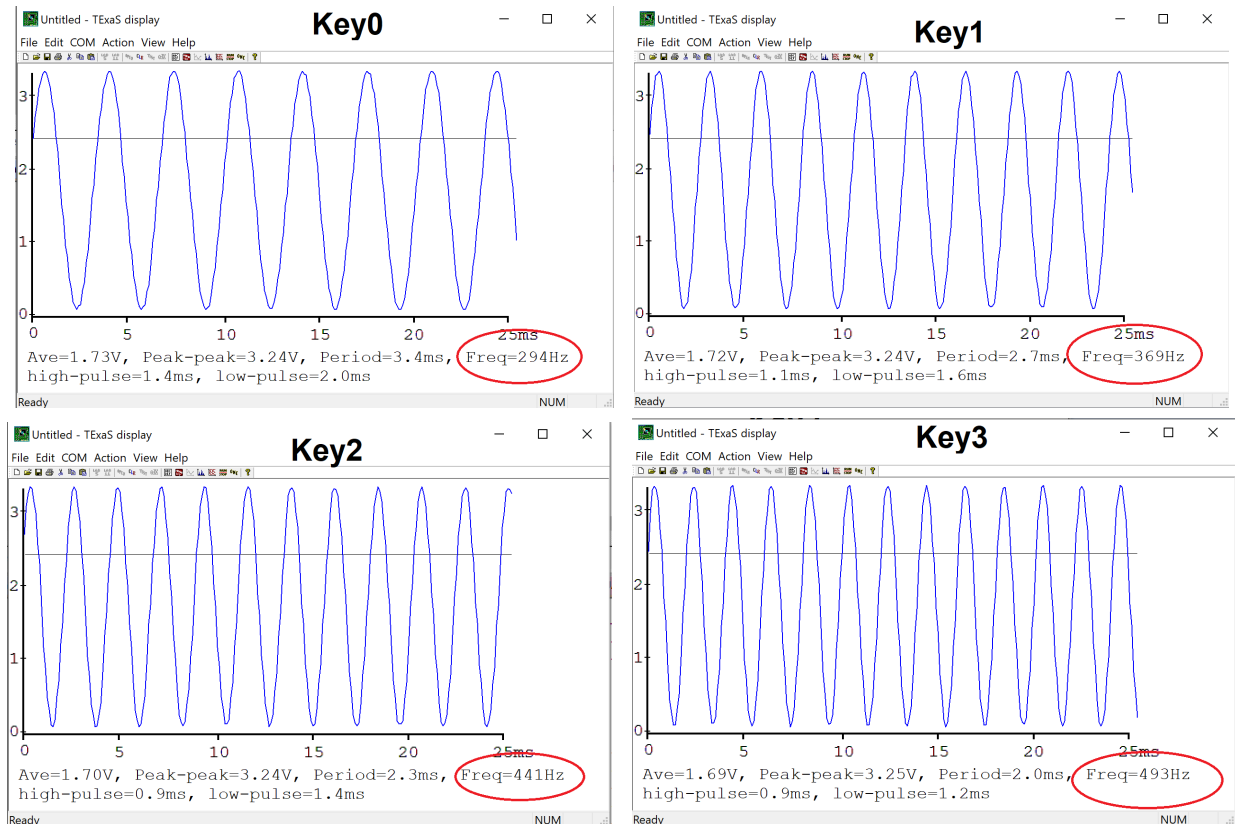 Untitled - TExaS display
Key0
File Edit COM Action View Help
3
2
1
0
0 5 10 15 20 25ms
Ave=1.73V, Peak-peak=3.24V, Period=3.4ms, Freq=294Hz
high-pulse=1.4ms, low-pulse=2.0ms
Ready NUM
Untitled - TExaS display
Key1
File Edit COM Action View Help
3
2
1
0
0 5 10 15 20 25ms
Ave=1.72V, Peak-peak=3.24V, Period=2.7ms, Freq=369Hz
high-pulse=1.1ms, low-pulse=1.6ms
Ready NUM
Untitled - TExaS display
Key2
File Edit COM Action View Help
3
2
1
0
0 5 10 15 20 25ms
Ave=1.70V, Peak-peak=3.24V, Period=2.3ms, Freq=441Hz
high-pulse=0.9ms, low-pulse=1.4ms
Ready NUM
Untitled - TExaS display
Key3
File Edit COM Action View Help
3
2
1
0
0 5 10 15 20 25ms
Ave=1.69V, Peak-peak=3.25V, Period=2.0ms, Freq=493Hz
high-pulse=0.9ms, low-pulse=1.2ms
Ready NUM